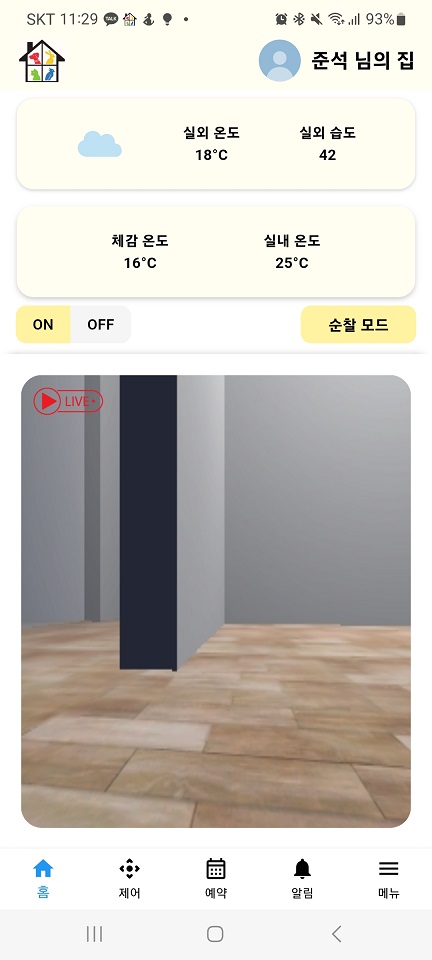 SKT 11:29 TALK 93%
준석 님의 집
실외 온도 실외 습도
18°C 42
체감 온도 실내 온도
16°C 25°C
ON OFF 순찰 모드
LIVE
홈 제어 예약 알림 메뉴